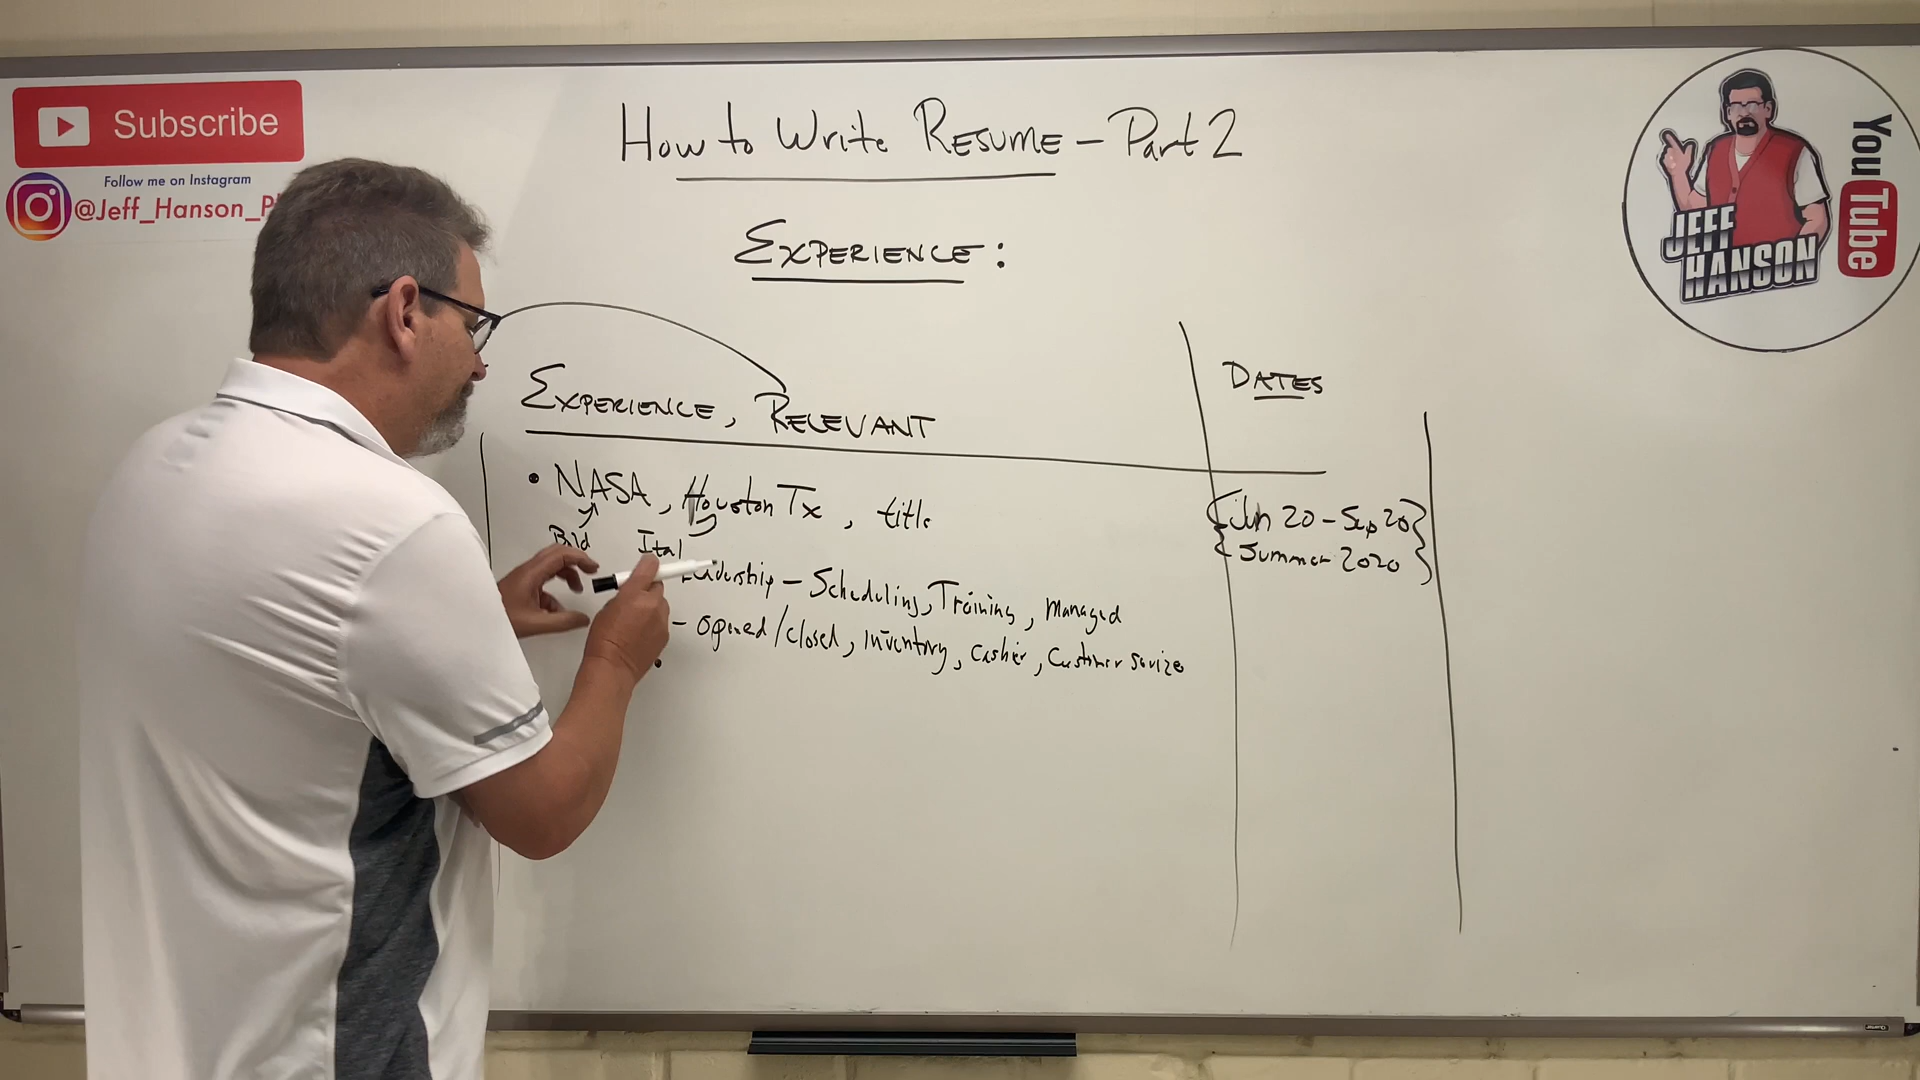 Subscribe
Follow me on Instagram
@Jeff_Hanson_P
How to Write RESUME - Part 2
EXPERIENCE:
YouTube
JEFF
HANSON
EXPERIENCE, RELEVANT
DATES
• NASA, Houston Tx, title
Bld Ital
{Jun 20 - Sep 20}
{Summer 2020}
Leadership - Scheduling, Training, Managed
- opened/closed, inventory, cashier, customer service